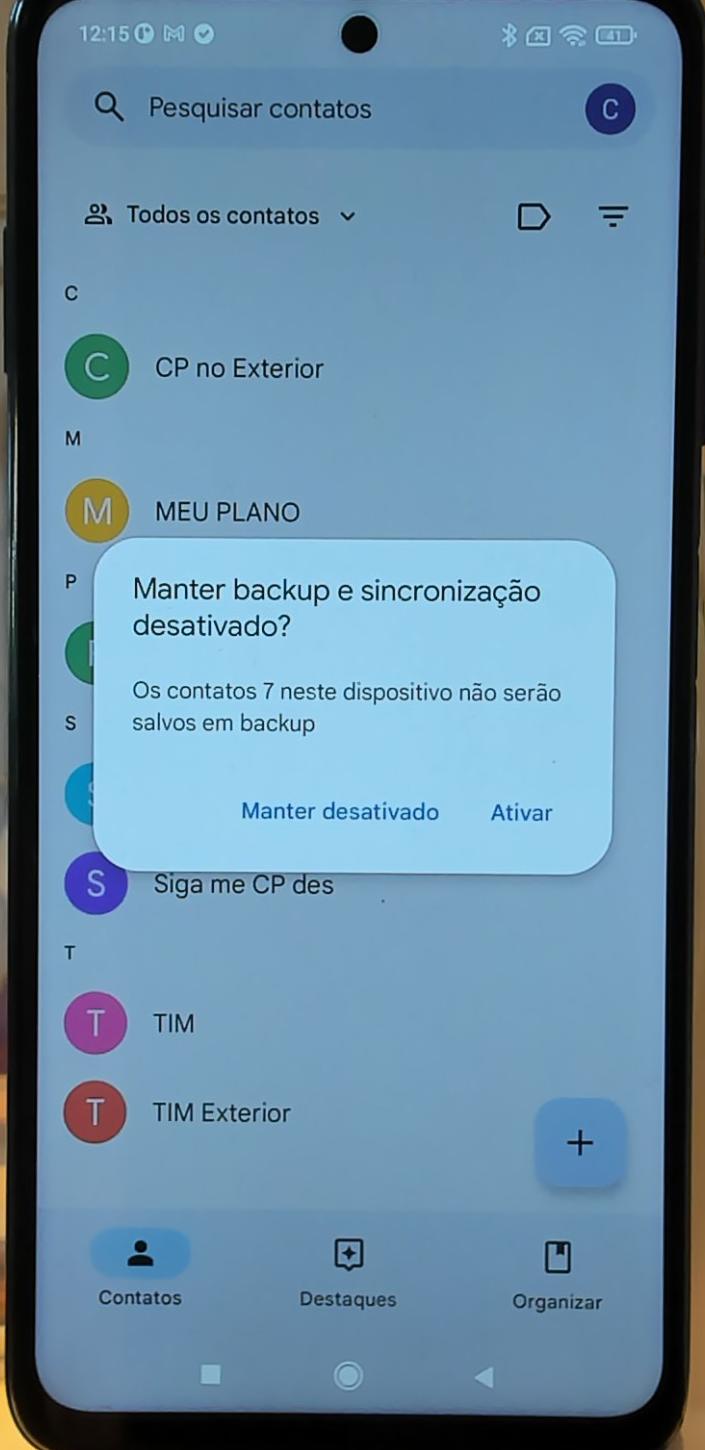 12:15
41
Pesquisar contatos
C
Todos os contatos
C
C
CP no Exterior
M
M
MEU PLANO
P
Manter backup e sincronização
desativado?
Os contatos 7 neste dispositivo não serão
salvos em backup
Manter desativado
Ativar
S
S
Siga me CP des
T
T
TIM
T
TIM Exterior
+
Contatos
Destaques
Organizar